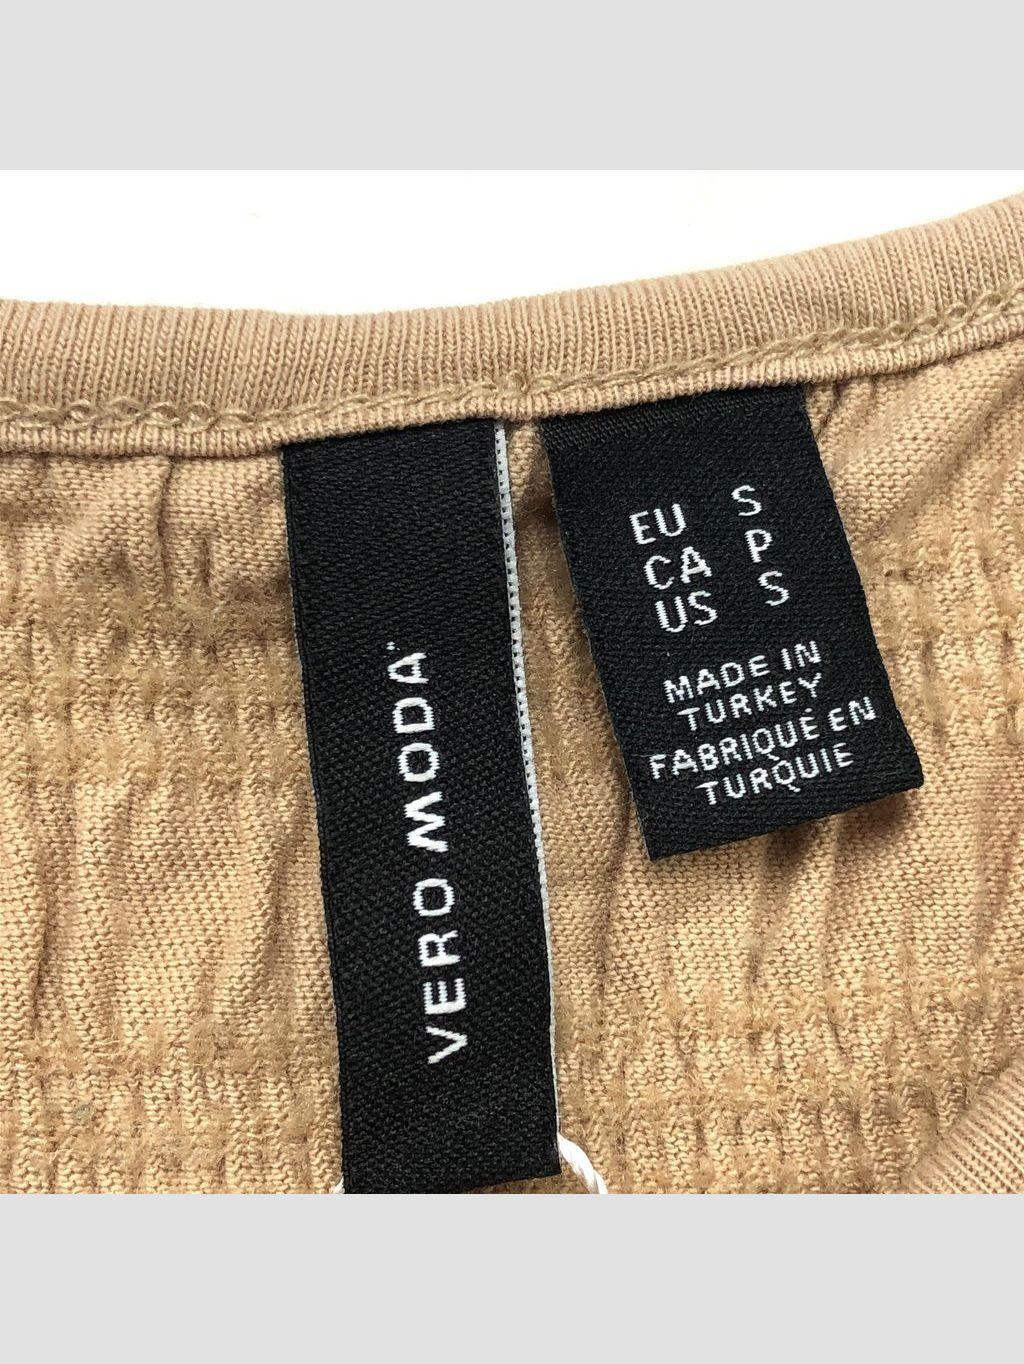 VERO MODA
EU S
CA P
US S
MADE IN
TURKEY
FABRIQUÉ EN
TURQUIE